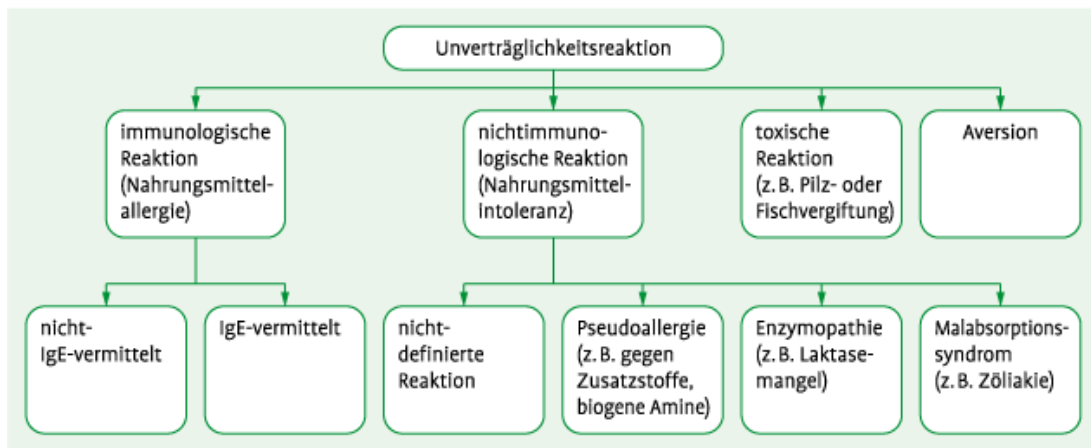 Unverträglichkeitsreaktion
immunologische
Reaktion
(Nahrungsmittel-
allergie)
nichtimmuno-
logische Reaktion
(Nahrungsmittel-
intoleranz)
toxische
Reaktion
(z. B. Pilz- oder
Fischvergiftung)
Aversion
nicht-
IgE-vermittelt
IgE-vermittelt
nicht-
definierte
Reaktion
Pseudoallergie
(z. B. gegen
Zusatzstoffe,
biogene Amine)
Enzymopathie
(z. B. Laktase-
mangel)
Malabsorptions-
syndrom
(z. B. Zöliakie)